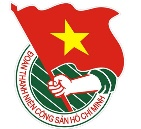 ĐOÀN THANH NIÊN CỘNG SẢN HỒ CHÍ MINH